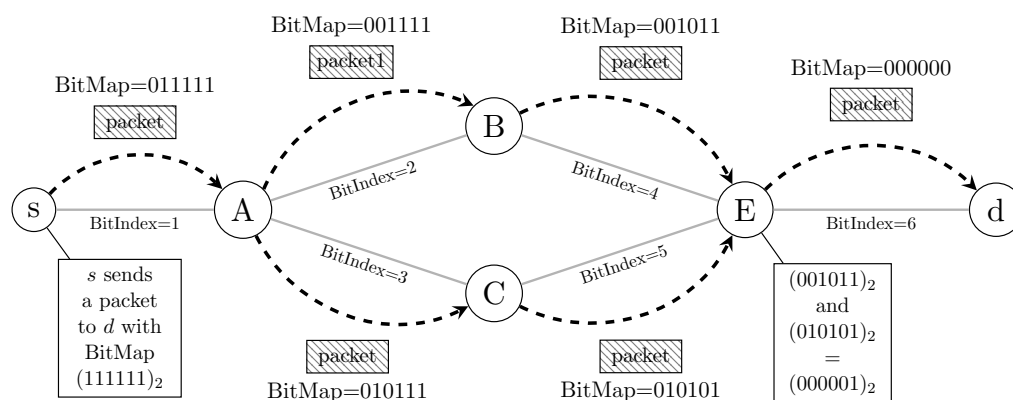 BitMap=001111
BitMap=001011
packet1
packet
BitMap=000000
BitMap=011111
packet
packet
B
BitIndex=2
BitIndex=4
s
A
E
d
BitIndex=1
BitIndex=6
BitIndex=3
BitIndex=5
C
s sends
a packet
to d with
BitMap
(111111)₂
(001011)₂
and
(010101)₂
=
(000001)₂
packet
packet
BitMap=010111
BitMap=010101